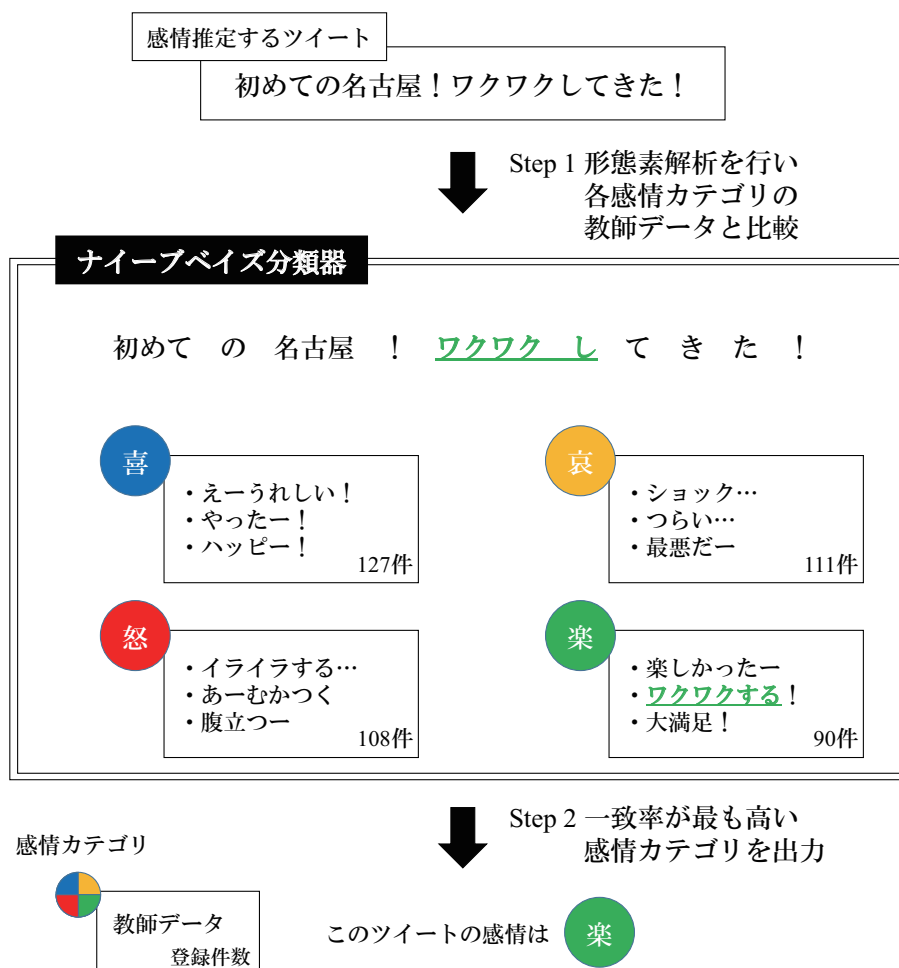 感情推定するツイート
初めての名古屋！ワクワクしてきた！
Step 1 形態素解析を行い
各感情カテゴリの
教師データと比較
ナイーブベイズ分類器
初めて の 名古屋 ！ ワクワク し て き た ！
喜
・えーうれしい！
・やったー！
・ハッピー！
127件
哀
・ショック…
・つらい…
・最悪だー
111件
怒
・イライラする…
・あーむかつく
・腹立つー
108件
楽
・楽しかったー
・ワクワクする！
・大満足！
90件
Step 2 一致率が最も高い
感情カテゴリを出力
感情カテゴリ
教師データ
登録件数
このツイートの感情は 楽